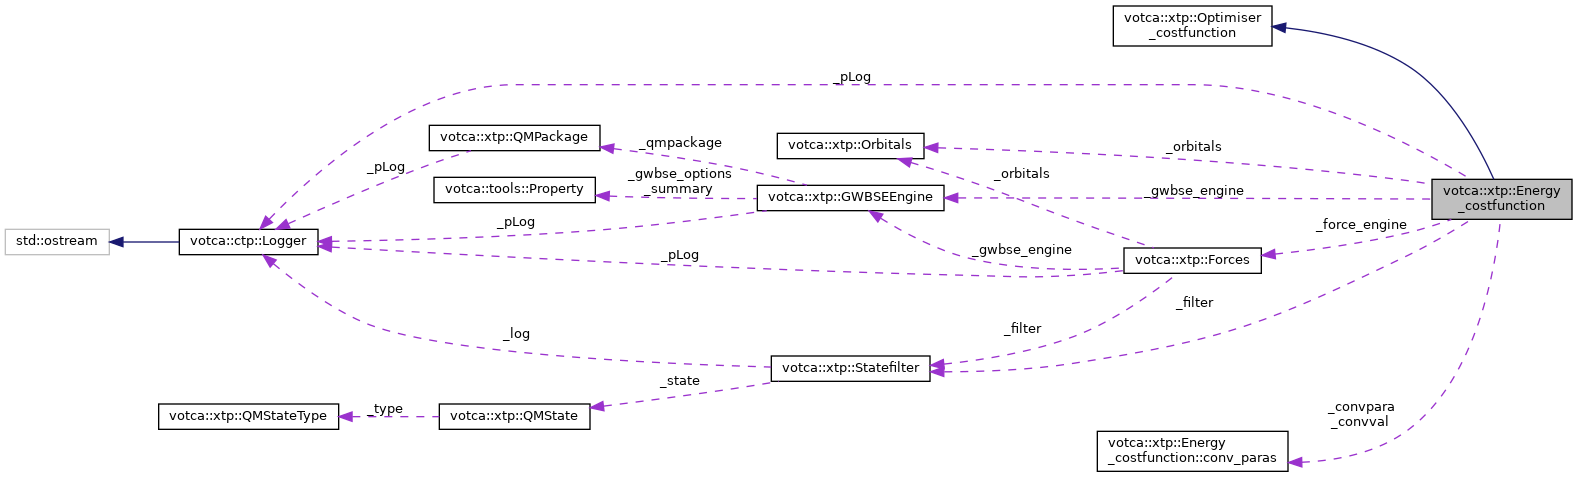 votca::xtp::Optimiser
_costfunction
_pLog
votca::xtp::QMPackage
_qmpackage
votca::xtp::Orbitals
_orbitals
_pLog
_gwbse_options
_summary
_orbitals
votca::tools::Property
votca::xtp::GWBSEEngine
_gwbse_engine
votca::xtp::Energy
_costfunction
_pLog
_force_engine
std::ostream
votca::ctp::Logger
_pLog
_gwbse_engine
votca::xtp::Forces
_filter
_filter
_log
votca::xtp::Statefilter
_state
votca::xtp::QMStateType
_type
votca::xtp::QMState
_convpara
_convval
votca::xtp::Energy
_costfunction::conv_paras